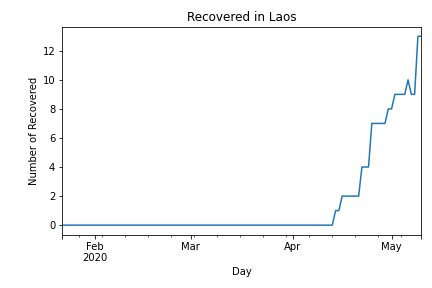 Recovered in Laos
Number of Recovered
12
10
8
6
4
2
0
Feb
2020
Mar
Apr
May
Day